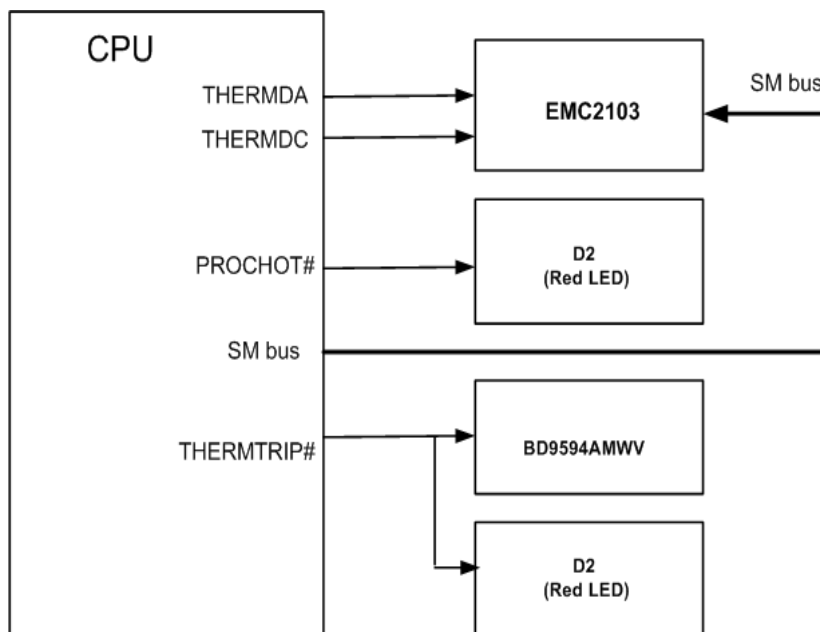 CPU
THERMDA
THERMDC
EMC2103
SM bus
PROCHOT#
D2
(Red LED)
SM bus
THERMTRIP#
BD9594AMWV
D2
(Red LED)